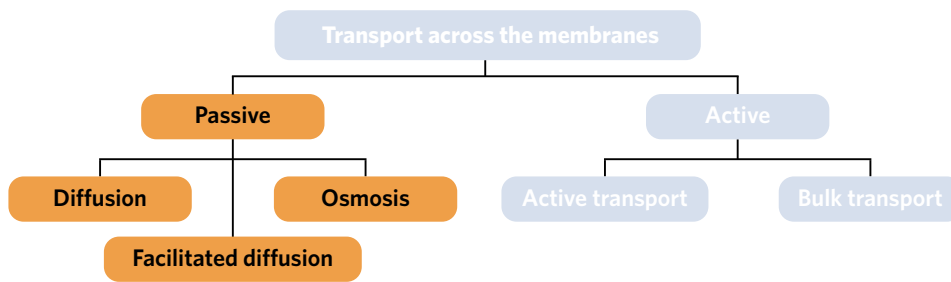 Transport across the membranes
Passive
Active
Diffusion
Osmosis
Active transport
Bulk transport
Facilitated diffusion